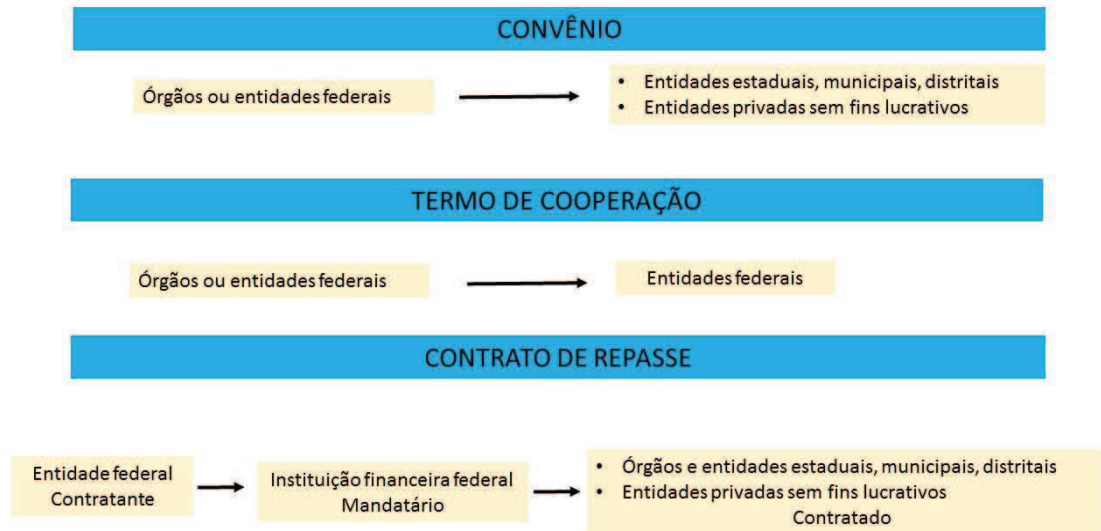 CONVÊNIO
Órgãos ou entidades federais
• Entidades estaduais, municipais, distritais
• Entidades privadas sem fins lucrativos
TERMO DE COOPERAÇÃO
Órgãos ou entidades federais
Entidades federais
CONTRATO DE REPASSE
Entidade federal
Contratante
Instituição financeira federal
Mandatário
• Órgãos e entidades estaduais, municipais, distritais
• Entidades privadas sem fins lucrativos
Contratado